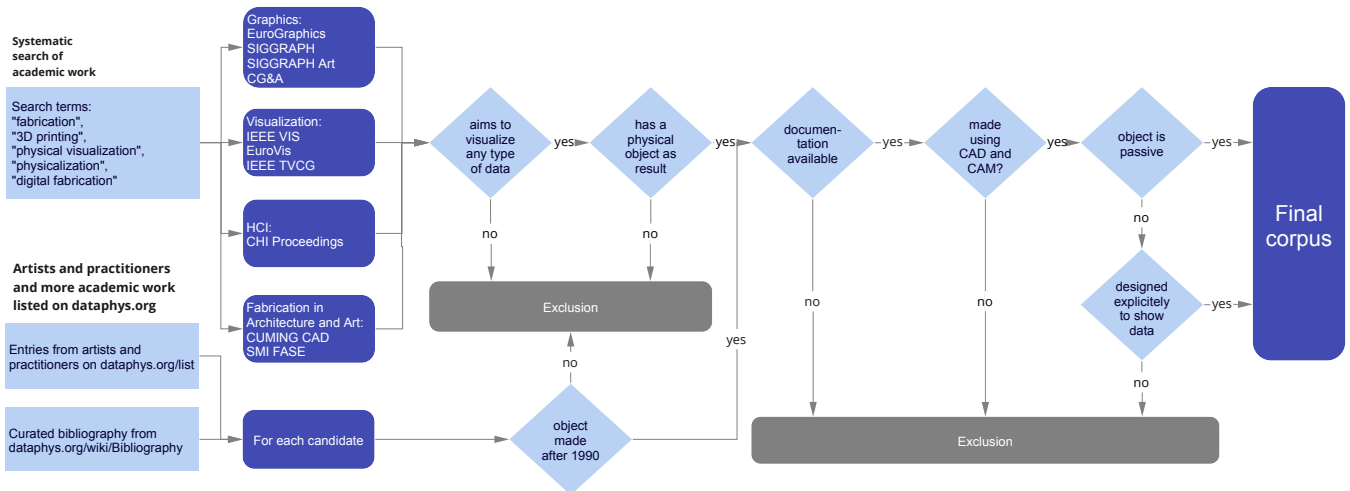 Systematic
search of
academic work
Search terms:
"fabrication",
"3D printing",
"physical visualization",
"physicalization",
"digital fabrication"
Graphics:
EuroGraphics
SIGGRAPH
SIGGRAPH Art
CG&A
Visualization:
IEEE VIS
EuroVis
IEEE TVCG
HCI:
CHI Proceedings
Fabrication in
Architecture and Art:
CUMING CAD
SMI FASE
aims to
visualize
any type
of data
yes
no
has a
physical
object as
result
yes
no
Exclusion
Artists and practitioners
and more academic work
listed on dataphys.org
Entries from artists and
practitioners on dataphys.org/list
Curated bibliography from
dataphys.org/wiki/Bibliography
For each candidate
object
made
after 1990
no
yes
documen-
tation
available
yes
no
made
using CAD and
CAM?
yes
no
object is
passive
yes
no
designed
explicitely
to show
data
yes
no
Exclusion
Final
corpus